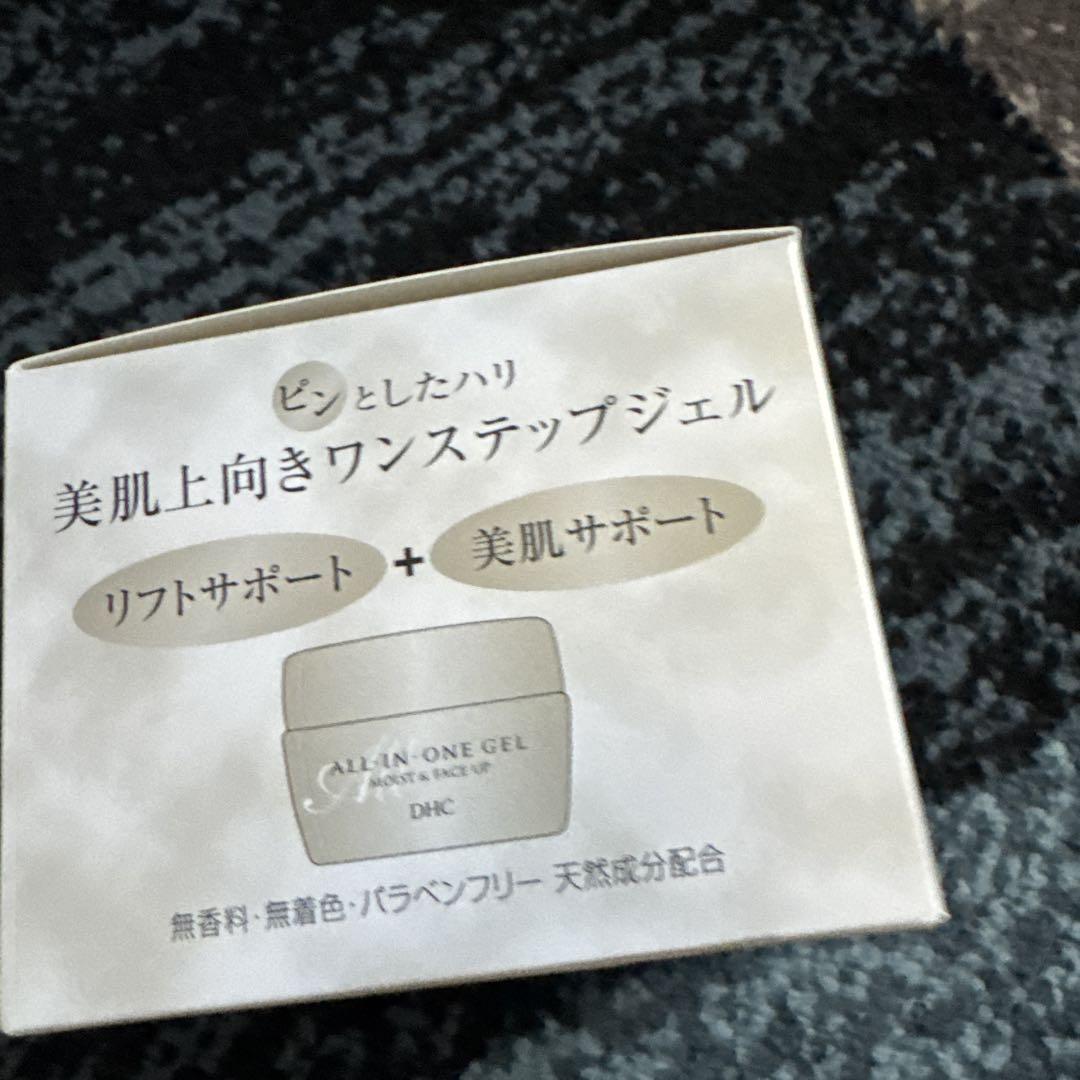 ピンとしたハリ
美肌上向きワンステップジェル
リフトサポート + 美肌サポート
ALL-IN-ONE GEL
MOIST & FACE UP
DHC
無香料・無着色・パラベンフリー 天然成分配合